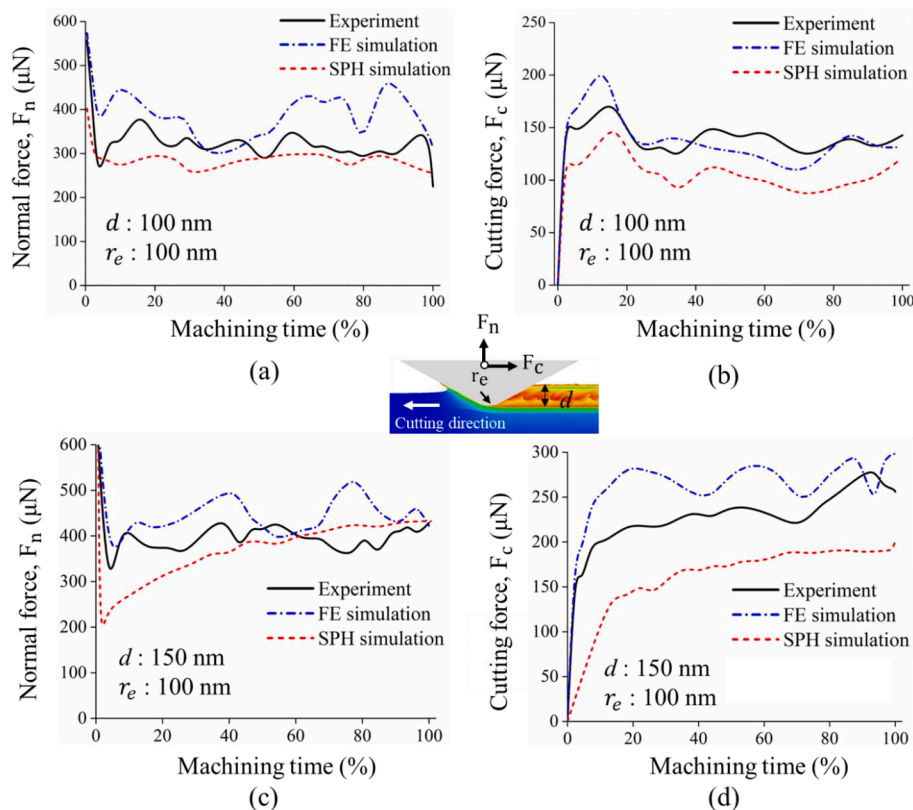 (a)
600
500
400
300
200
100
0
Normal force, Fₙ (μN)
Experiment
FE simulation
SPH simulation
d : 100 nm
rₑ : 100 nm
0 20 40 60 80 100
Machining time (%)
(a)
250
200
150
100
50
0
Cutting force, F_c (μN)
Experiment
FE simulation
SPH simulation
d : 100 nm
rₑ : 100 nm
0 20 40 60 80 100
Machining time (%)
(b)
Fₙ
F_c
rₑ
d
Cutting direction
600
500
400
300
200
100
0
Normal force, Fₙ (μN)
Experiment
FE simulation
SPH simulation
d : 150 nm
rₑ : 100 nm
0 20 40 60 80 100
Machining time (%)
(c)
300
250
200
150
100
50
0
Cutting force, F_c (μN)
Experiment
FE simulation
SPH simulation
d : 150 nm
rₑ : 100 nm
0 20 40 60 80 100
Machining time (%)
(d)